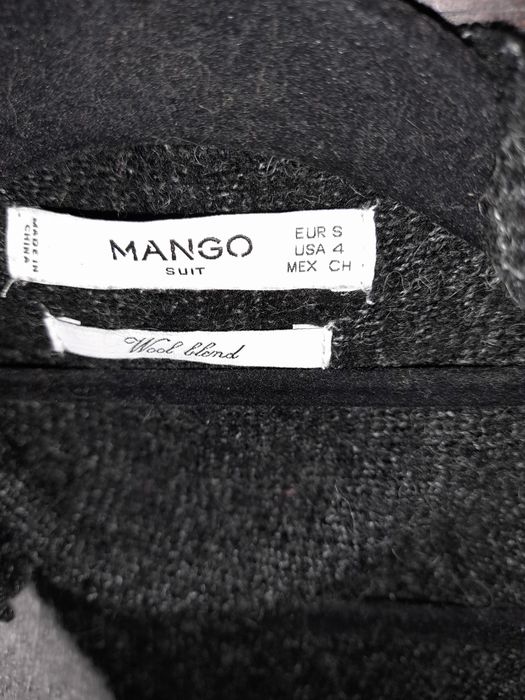 MADE IN
CHINA
MANGO
SUIT
EUR S
USA 4
MEX CH
Wool blend